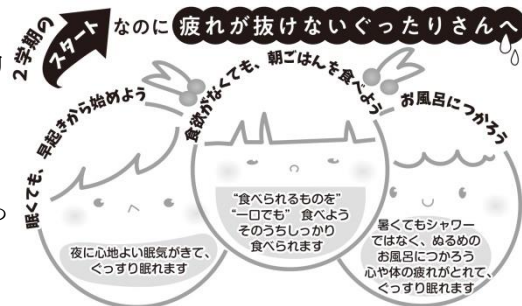 2学期の
スタート
なのに
疲れが抜けないぐったりさんへ
眠くても、早起きから始めよう
夜に心地よい眠気がきて、
ぐっすり眠れます
食欲がなくても、朝ごはんを食べよう
“食べられるものを”
“一口でも” 食べよう
そのうちしっかり
食べられます
お風呂につかろう
暑くてもシャワー
ではなく、ぬるめの
お風呂につかろう
心や体の疲れがとれて、
ぐっすり眠れます